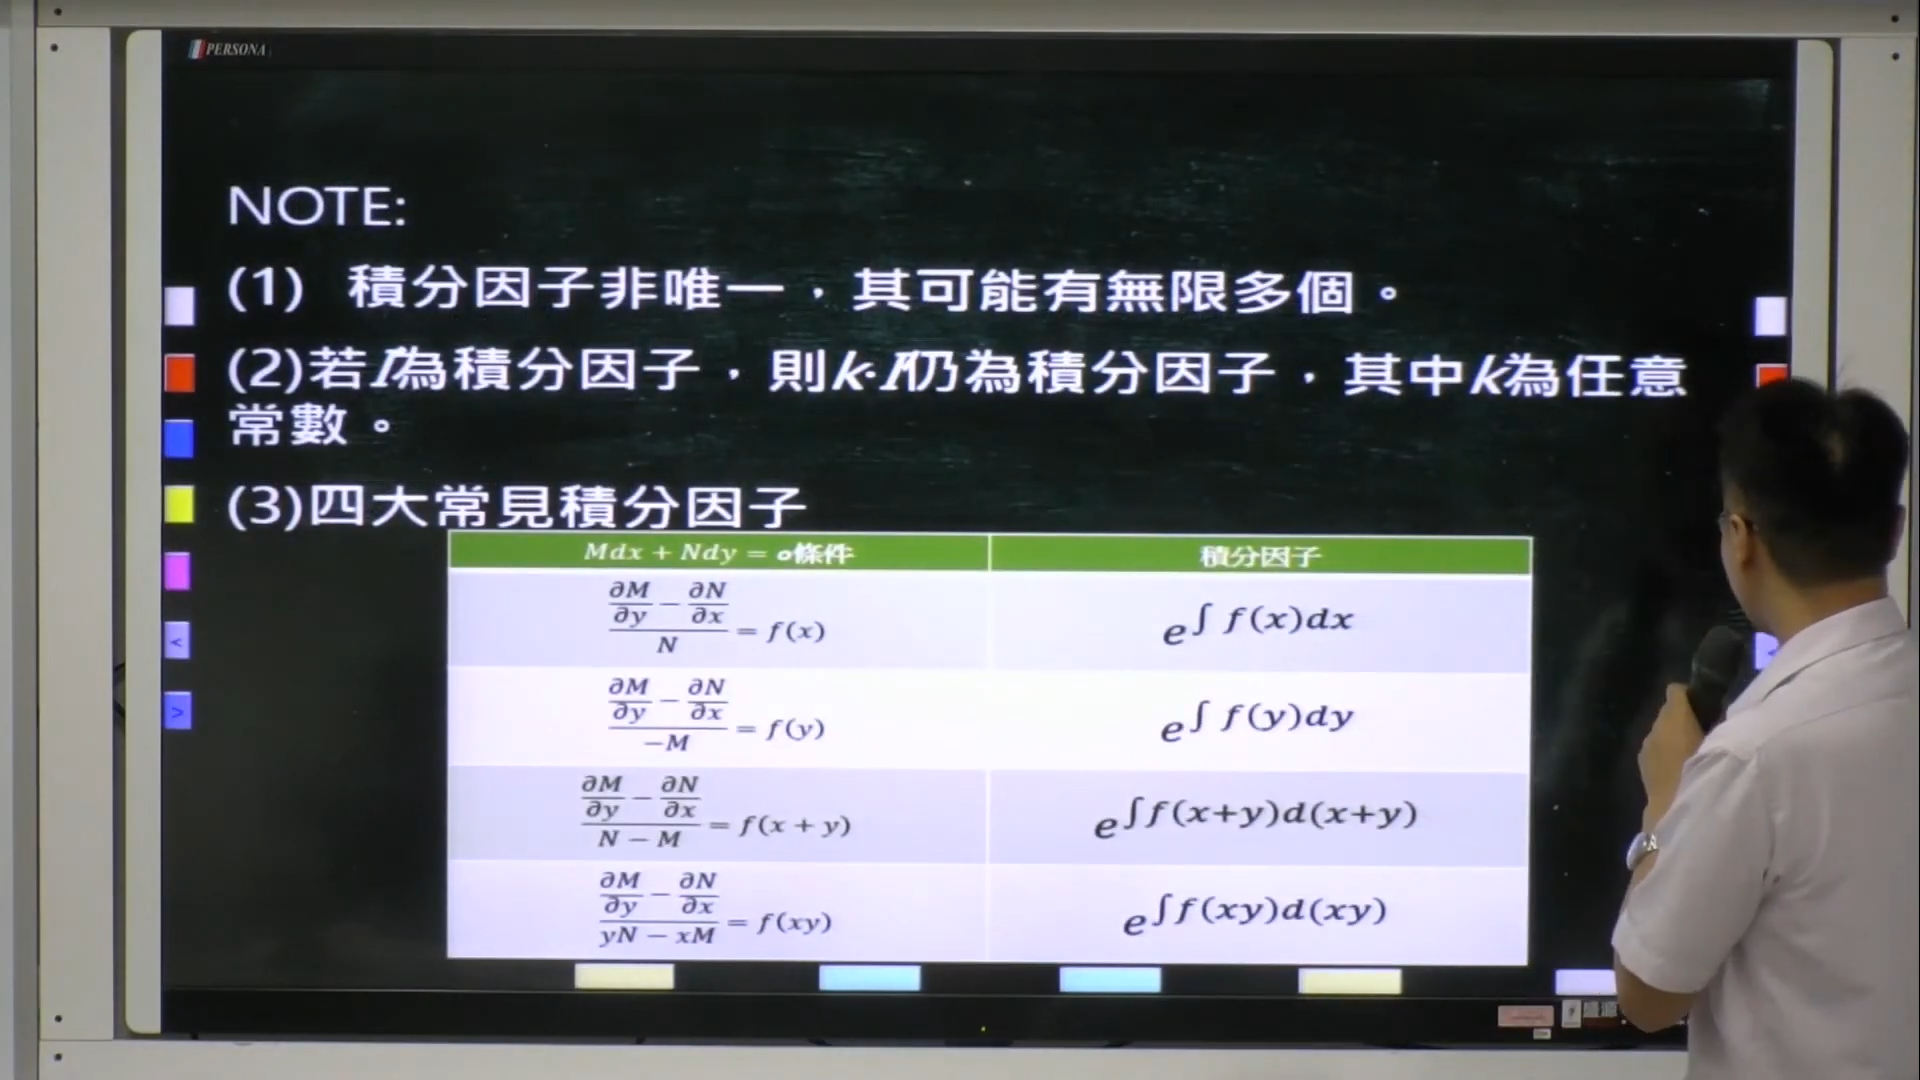 PERSONA
NOTE:
(1) 積分因子非唯一，其可能有無限多個。
(2)若I為積分因子，則k·I仍為積分因子，其中k為任意
常數。
(3)四大常見積分因子
Mdx + Ndy = 0條件 積分因子
(∂M/∂y − ∂N/∂x)/N = f(x) e^∫ f(x)dx
(∂M/∂y − ∂N/∂x)/−M = f(y) e^∫ f(y)dy
(∂M/∂y − ∂N/∂x)/(N − M) = f(x + y) e^∫f(x+y)d(x+y)
(∂M/∂y − ∂N/∂x)/(yN − xM) = f(xy) e^∫f(xy)d(xy)
<
>